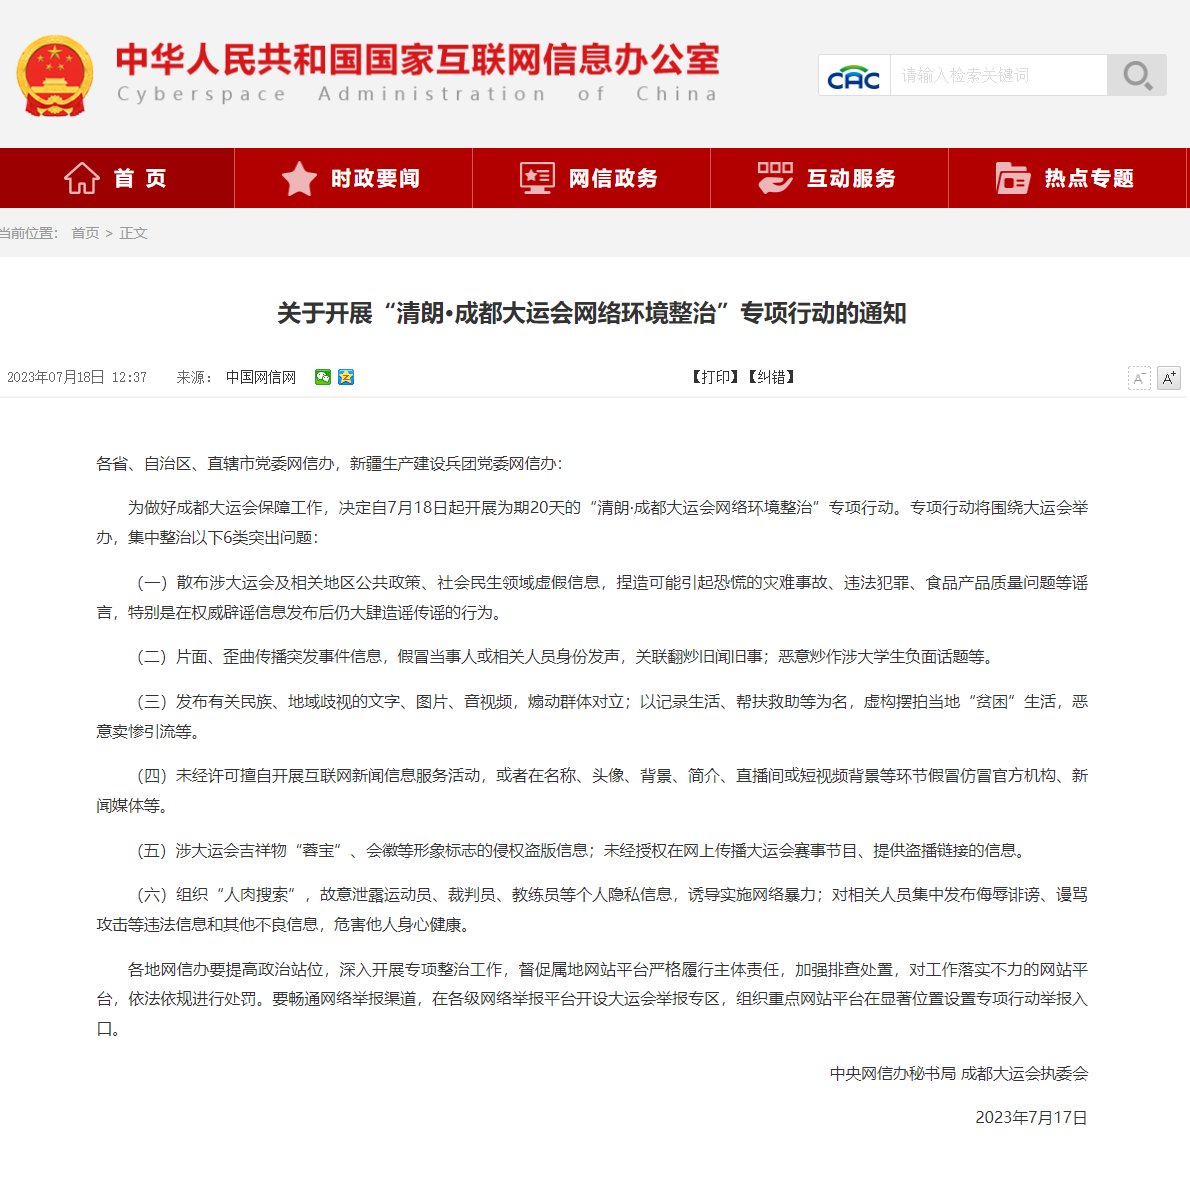 中华人民共和国国家互联网信息办公室
Cyberspace Administration of China
CAC
请输入检索关键词
首 页
时政要闻
网信政务
互动服务
热点专题
当前位置： 首页 > 正文
关于开展“清朗·成都大运会网络环境整治”专项行动的通知
2023年07月18日 12:37 来源： 中国网信网
【打印】【纠错】
A- A+
各省、自治区、直辖市党委网信办，新疆生产建设兵团党委网信办：
为做好成都大运会保障工作，决定自7月18日起开展为期20天的“清朗·成都大运会网络环境整治”专项行动。专项行动将围绕大运会举
办，集中整治以下6类突出问题：
（一）散布涉大运会及相关地区公共政策、社会民生领域虚假信息，捏造可能引起恐慌的灾难事故、违法犯罪、食品产品质量问题等谣
言，特别是在权威辟谣信息发布后仍大肆造谣传谣的行为。
（二）片面、歪曲传播突发事件信息，假冒当事人或相关人员身份发声，关联翻炒旧闻旧事；恶意炒作涉大学生负面话题等。
（三）发布有关民族、地域歧视的文字、图片、音视频，煽动群体对立；以记录生活、帮扶救助等为名，虚构摆拍当地“贫困”生活，恶
意卖惨引流等。
（四）未经许可擅自开展互联网新闻信息服务活动，或者在名称、头像、背景、简介、直播间或短视频背景等环节假冒仿冒官方机构、新
闻媒体等。
（五）涉大运会吉祥物“蓉宝”、会徽等形象标志的侵权盗版信息；未经授权在网上传播大运会赛事节目、提供盗播链接的信息。
（六）组织“人肉搜索”，故意泄露运动员、裁判员、教练员等个人隐私信息，诱导实施网络暴力；对相关人员集中发布侮辱诽谤、谩骂
攻击等违法信息和其他不良信息，危害他人身心健康。
各地网信办要提高政治站位，深入开展专项整治工作，督促属地网站平台严格履行主体责任，加强排查处置，对工作落实不力的网站平
台，依法依规进行处罚。要畅通网络举报渠道，在各级网络举报平台开设大运会举报专区，组织重点网站平台在显著位置设置专项行动举报入
口。
中央网信办秘书局 成都大运会执委会
2023年7月17日